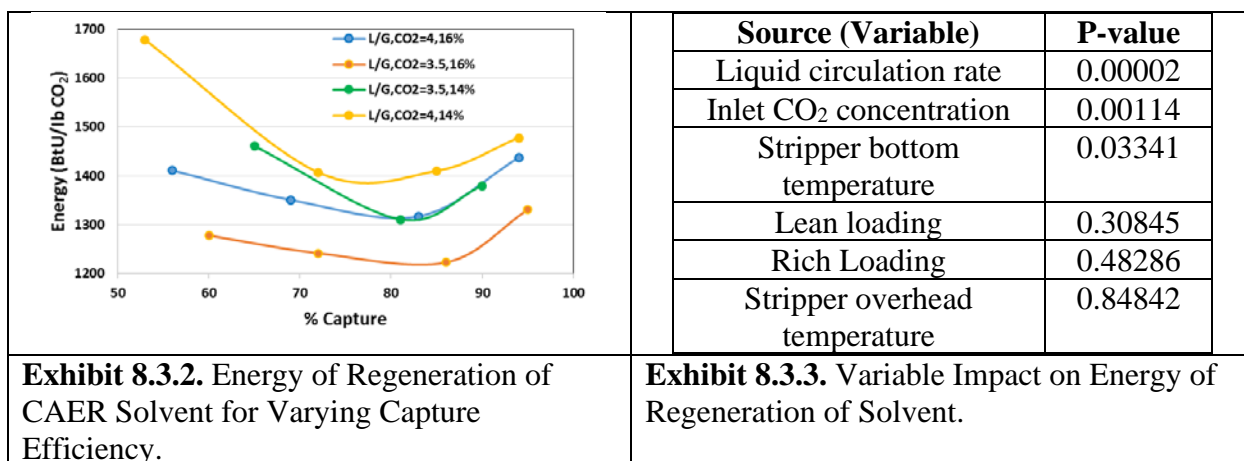 1700
1600
1500
1400
1300
1200
Energy (BtU/lb CO₂)
50 60 70 80 90 100
% Capture
L/G,CO2=4,16%
L/G,CO2=3.5,16%
L/G,CO2=3.5,14%
L/G,CO2=4,14%
Exhibit 8.3.2. Energy of Regeneration of
CAER Solvent for Varying Capture
Efficiency.
Source (Variable) P-value
Liquid circulation rate 0.00002
Inlet CO₂ concentration 0.00114
Stripper bottom 0.03341
temperature
Lean loading 0.30845
Rich Loading 0.48286
Stripper overhead 0.84842
temperature
Exhibit 8.3.3. Variable Impact on Energy of
Regeneration of Solvent.